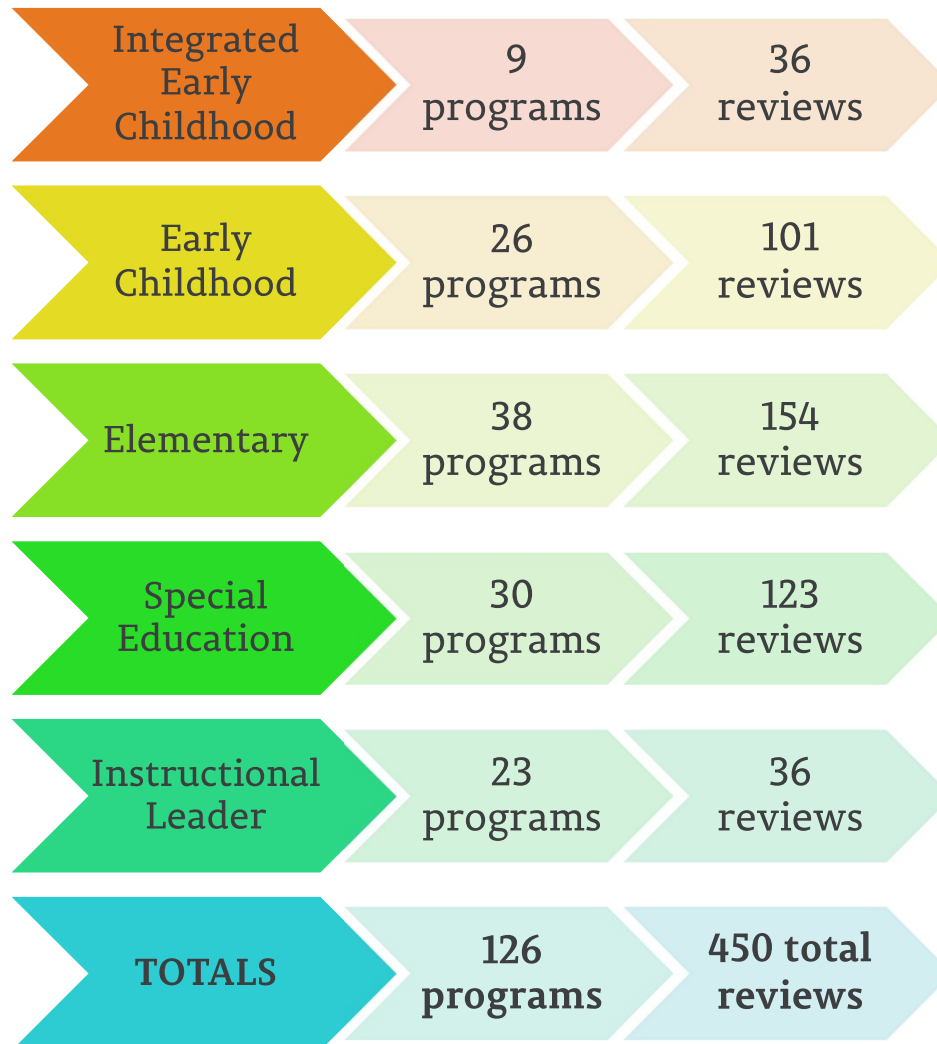 Integrated
Early
Childhood
9
programs
36
reviews
Early
Childhood
26
programs
101
reviews
Elementary
38
programs
154
reviews
Special
Education
30
programs
123
reviews
Instructional
Leader
23
programs
36
reviews
TOTALS
126
programs
450 total
reviews